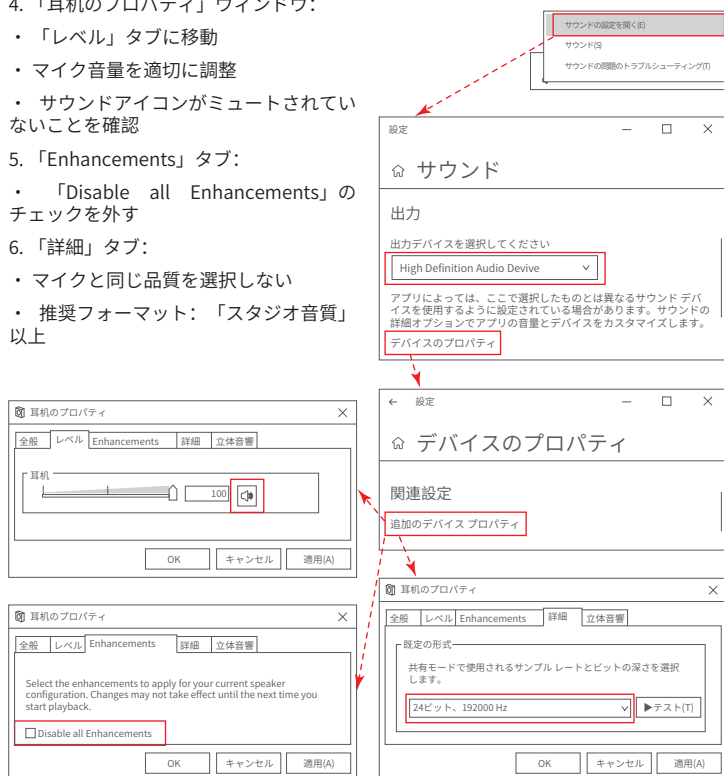 4. 「耳机のプロパティ」ウィンドウ：
・ 「レベル」タブに移動
・ マイク音量を適切に調整
・ サウンドアイコンがミュートされてい
ないことを確認
5. 「Enhancements」タブ：
・ 「Disable all Enhancements」の
チェックを外す
6. 「詳細」タブ：
・ マイクと同じ品質を選択しない
・ 推奨フォーマット：「スタジオ音質」
以上
サウンドの設定を開く(E)
サウンド(S)
サウンドの問題のトラブルシューティング(T)
設定
サウンド
出力
出力デバイスを選択してください
High Definition Audio Devive
アプリによっては、ここで選択したものとは異なるサウンド デバ
イスを使用するように設定されている場合があります。サウンドの
詳細オプションでアプリの音量とデバイスをカスタマイズします。
デバイスのプロパティ
設定
デバイスのプロパティ
関連設定
追加のデバイス プロパティ
耳机のプロパティ
全般 レベル Enhancements 詳細 立体音響
耳机
100
OK キャンセル 適用(A)
耳机のプロパティ
全般 レベル Enhancements 詳細 立体音響
Select the enhancements to apply for your current speaker
configuration. Changes may not take effect until the next time you
start playback.
Disable all Enhancements
OK キャンセル 適用(A)
耳机のプロパティ
全般 レベル Enhancements 詳細 立体音響
既定の形式
共有モードで使用されるサンプル レートとビットの深さを選択
します。
24ビット、192000 Hz
▶テスト(T)
OK キャンセル 適用(A)